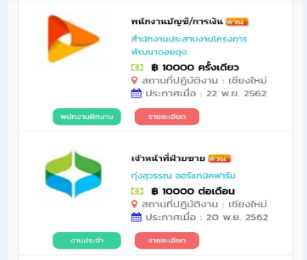 พนักงานบัญชี/การเงิน ด่วน
สำนักงานประสานงานโครงการ
พัฒนาดอยตุง
฿ 10000 ครั้งเดียว
สถานที่ปฏิบัติงาน : เชียงใหม่
ประกาศเมื่อ : 22 พ.ย. 2562
พนักงานฝึกงาน รายละเอียด
เจ้าหน้าที่ฝ่ายขาย ด่วน
ทุ่งสุวรรณ ออร์แกนิคฟาร์ม
฿ 10000 ต่อเดือน
สถานที่ปฏิบัติงาน : เชียงใหม่
ประกาศเมื่อ : 20 พ.ย. 2562
งานประจำ รายละเอียด